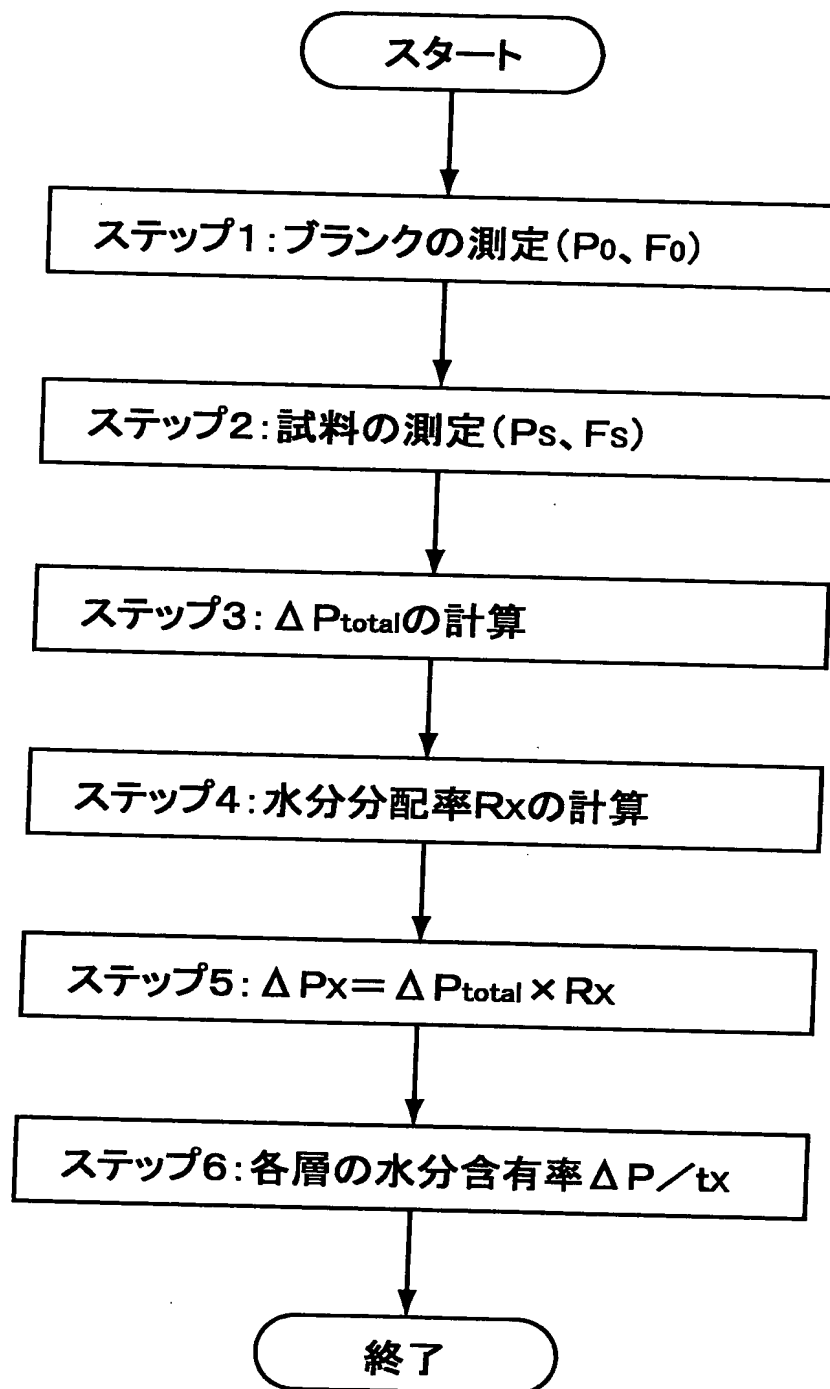 スタート
ステップ1:ブランクの測定(P0、F0)
ステップ2:試料の測定(Ps、Fs)
ステップ3:ΔPtotalの計算
ステップ4:水分分配率Rxの計算
ステップ5:ΔPx=ΔPtotal×Rx
ステップ6:各層の水分含有率ΔP/tx
終了